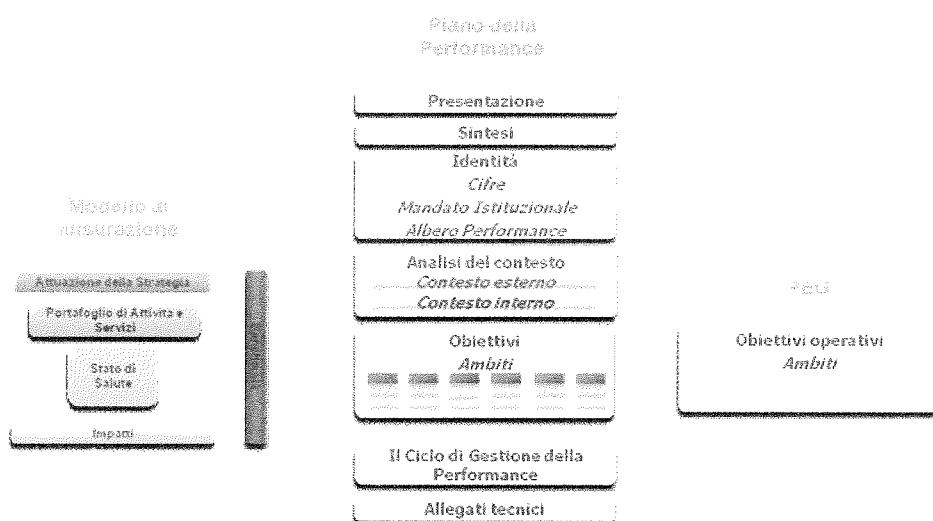 Piano della
Performance
Presentazione
Sintesi
Identità
Cifre
Mandato Istituzionale
Albero Performance
Analisi del contesto
Contesto esterno
Contesto interno
Obiettivi
Ambiti
Il Ciclo di Gestione della
Performance
Allegati tecnici
Modello di
misurazione
Attuazione della Strategia
Portafoglio di Attività e
Servizi
Stato di
Salute
Impatti
PEG
Obiettivi operativi
Ambiti